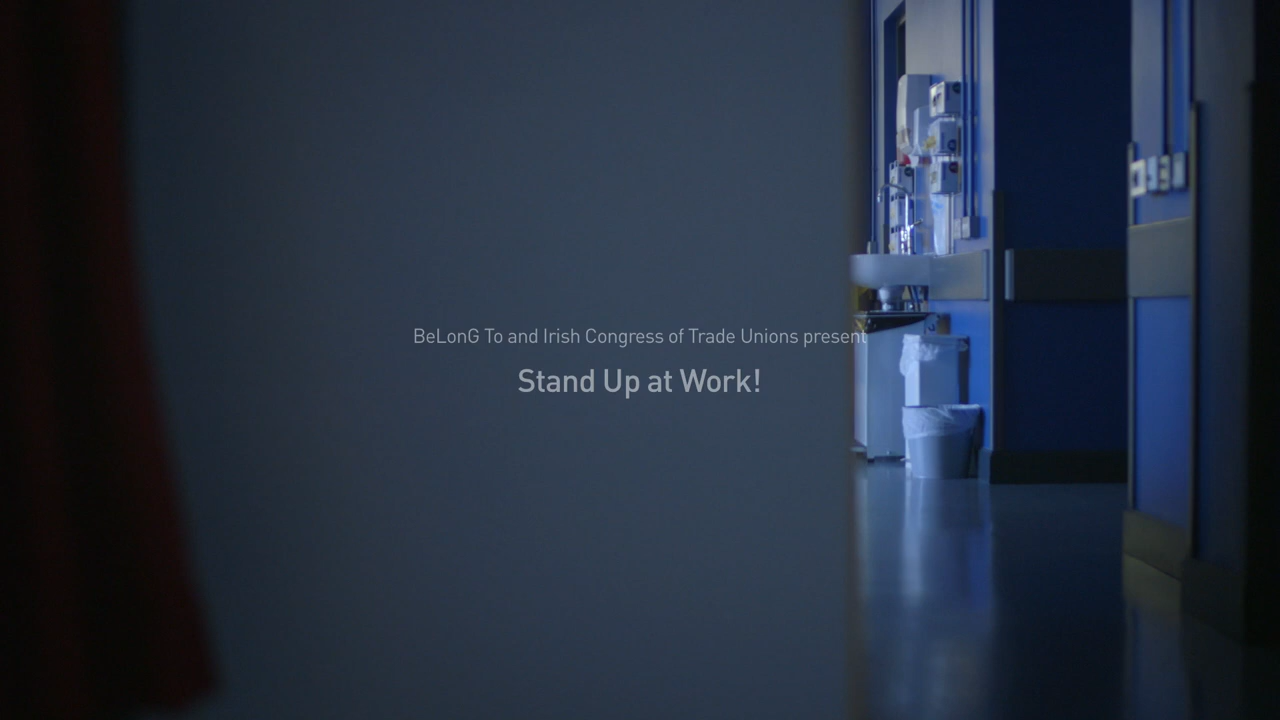 BeLonG To and Irish Congress of Trade Unions present
Stand Up at Work!